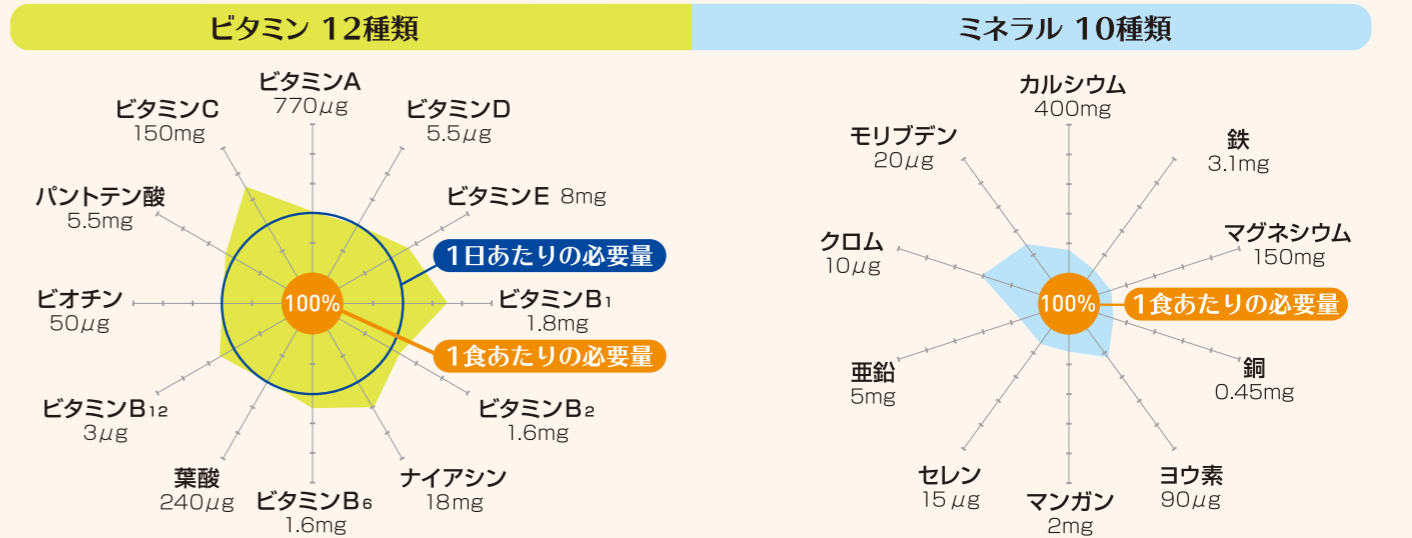 ビタミン 12種類
ミネラル 10種類
ビタミンA
770μg
ビタミンD
5.5μg
ビタミンE 8mg
ビタミンB1
1.8mg
ビタミンB2
1.6mg
ナイアシン
18mg
ビタミンB6
1.6mg
葉酸
240μg
ビタミンB12
3μg
ビオチン
50μg
パントテン酸
5.5mg
ビタミンC
150mg
100%
1日あたりの必要量
1食あたりの必要量
カルシウム
400mg
鉄
3.1mg
マグネシウム
150mg
銅
0.45mg
ヨウ素
90μg
マンガン
2mg
セレン
15μg
亜鉛
5mg
クロム
10μg
モリブデン
20μg
100%
1食あたりの必要量